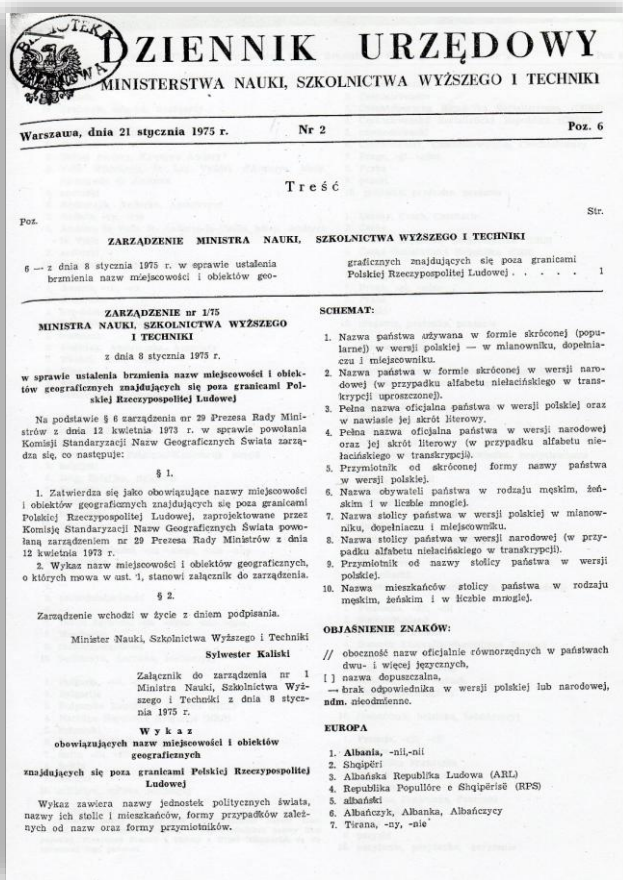 BIBLIOTEKA
DZIENNIK URZĘDOWY
MINISTERSTWA NAUKI, SZKOLNICTWA WYŻSZEGO I TECHNIKI
Warszawa, dnia 21 stycznia 1975 r. Nr 2 Poz. 6
Treść
Poz. Str.
ZARZĄDZENIE MINISTRA NAUKI, SZKOLNICTWA WYŻSZEGO I TECHNIKI
6 — z dnia 8 stycznia 1975 r. w sprawie ustalenia
brzmienia nazw miejscowości i obiektów geo-
graficznych znajdujących się poza granicami
Polskiej Rzeczypospolitej Ludowej . . . . . 1
ZARZĄDZENIE nr 1/75
MINISTRA NAUKI, SZKOLNICTWA WYŻSZEGO
I TECHNIKI
z dnia 8 stycznia 1975 r.
w sprawie ustalenia brzmienia nazw miejscowości i obiek-
tów geograficznych znajdujących się poza granicami Pol-
skiej Rzeczypospolitej Ludowej
Na podstawie § 6 zarządzenia nr 29 Prezesa Rady Mini-
strów z dnia 12 kwietnia 1973 r. w sprawie powołania
Komisji Standaryzacji Nazw Geograficznych Świata zarzą-
dza się, co następuje:
§ 1.
1. Zatwierdza się jako obowiązujące nazwy miejscowości
i obiektów geograficznych znajdujących się poza granicami
Polskiej Rzeczypospolitej Ludowej, zaprojektowane przez
Komisję Standaryzacji Nazw Geograficznych Świata powo-
łaną zarządzeniem nr 29 Prezesa Rady Ministrów z dnia
12 kwietnia 1973 r.
2. Wykaz nazw miejscowości i obiektów geograficznych,
o których mowa w ust. 1, stanowi załącznik do zarządzenia.
§ 2.
Zarządzenie wchodzi w życie z dniem podpisania.
Minister Nauki, Szkolnictwa Wyższego i Techniki
Sylwester Kaliski
Załącznik do zarządzenia nr 1
Ministra Nauki, Szkolnictwa Wyż-
szego i Techniki z dnia 8 stycz-
nia 1975 r.
Wykaz
obowiązujących nazw miejscowości i obiektów
geograficznych
znajdujących się poza granicami Polskiej Rzeczypospolitej
Ludowej
Wykaz zawiera nazwy jednostek politycznych świata,
nazwy ich stolic i mieszkańców, formy przypadków zależ-
nych od nazw oraz formy przymiotników.
SCHEMAT:
1. Nazwa państwa używana w formie skróconej (popu-
larnej) w wersji polskiej — w mianowniku, dopełnia-
czu i miejscowniku.
2. Nazwa państwa w formie skróconej w wersji naro-
dowej (w przypadku alfabetu niełacińskiego w trans-
krypcji uproszczonej).
3. Pełna nazwa oficjalna państwa w wersji polskiej oraz
w nawiasie jej skrót literowy.
4. Pełna nazwa oficjalna państwa w wersji narodowej
oraz jej skrót literowy (w przypadku alfabetu nie-
łacińskiego w transkrypcji).
5. Przymiotnik od skróconej formy nazwy państwa
w wersji polskiej.
6. Nazwa obywateli państwa w rodzaju męskim, żeń-
skim i w liczbie mnogiej.
7. Nazwa stolicy państwa w wersji polskiej w mianow-
niku, dopełniaczu i miejscowniku.
8. Nazwa stolicy państwa w wersji narodowej (w przy-
padku alfabetu niełacińskiego w transkrypcji).
9. Przymiotnik od nazwy stolicy państwa w wersji
polskiej.
10. Nazwa mieszkańców stolicy państwa w rodzaju
męskim, żeńskim i w liczbie mnogiej.
OBJAŚNIENIE ZNAKÓW:
// oboczność nazw oficjalnie równorzędnych w państwach
dwu- i więcej języcznych,
[ ] nazwa dopuszczalna,
— brak odpowiednika w wersji polskiej lub narodowej,
ndm. nieodmienne.
EUROPA
1. Albania, -nii,-nii
2. Shqipëri
3. Albańska Republika Ludowa (ARL)
4. Republika Popullóre e Shqipërisë (RPS)
5. albański
6. Albańczyk, Albanka, Albańczycy
7. Tirana, -ny, -nie